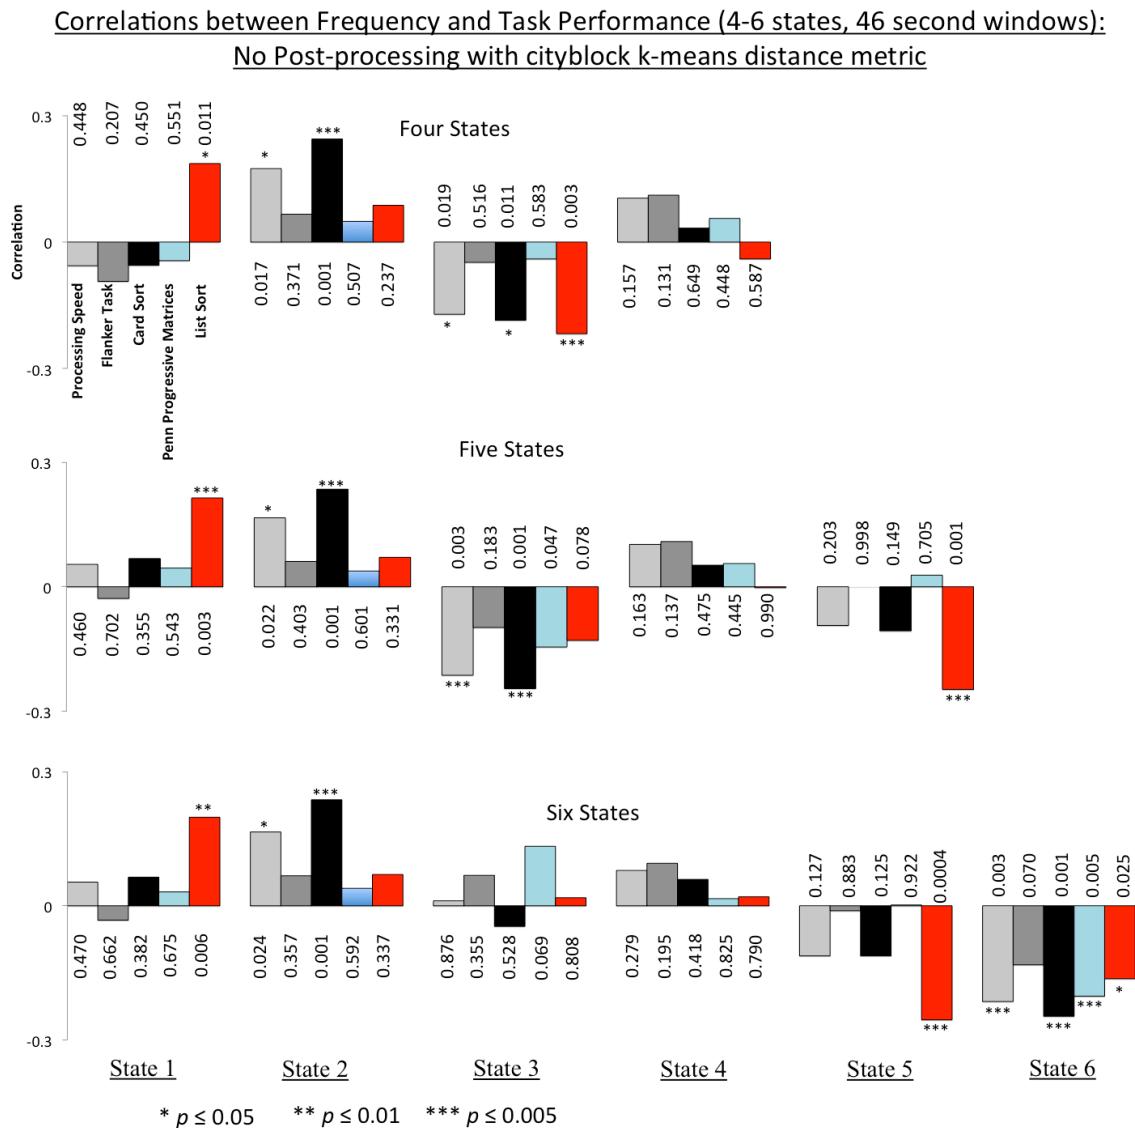 Correlations between Frequency and Task Performance (4-6 states, 46 second windows):
No Post-processing with cityblock k-means distance metric
Four States
Correlation
0.3
0
-0.3
0.448 0.207 0.450 0.551 0.011
*
Processing Speed
Flanker Task
Card Sort
Penn Progressive Matrices
List Sort
* ***
0.017 0.371 0.001 0.507 0.237
0.019 0.516 0.011 0.583 0.003
* * ***
0.157 0.131 0.649 0.448 0.587
Five States
0.3
0
-0.3
***
0.460 0.702 0.355 0.543 0.003
* ***
0.022 0.403 0.001 0.601 0.331
0.003 0.183 0.001 0.047 0.078
*** ***
0.163 0.137 0.475 0.445 0.990
0.203 0.998 0.149 0.705 0.001
***
Six States
0.3
0
-0.3
**
0.470 0.662 0.382 0.675 0.006
* ***
0.024 0.357 0.001 0.592 0.337
0.876 0.355 0.528 0.069 0.808
0.279 0.195 0.418 0.825 0.790
0.127 0.883 0.125 0.922 0.0004
***
0.003 0.070 0.001 0.005 0.025
*** *** *** *
State 1 State 2 State 3 State 4 State 5 State 6
* p ≤ 0.05 ** p ≤ 0.01 *** p ≤ 0.005